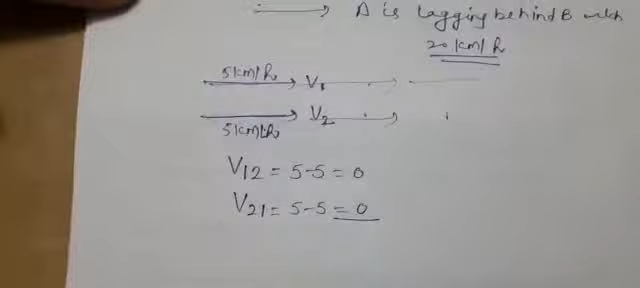 A is lagging behind B with
20 km/h
5 km/h V₁
V₂
5 km/h
V₁₂ = 5-5 = 0
V₂₁ = 5-5 = 0